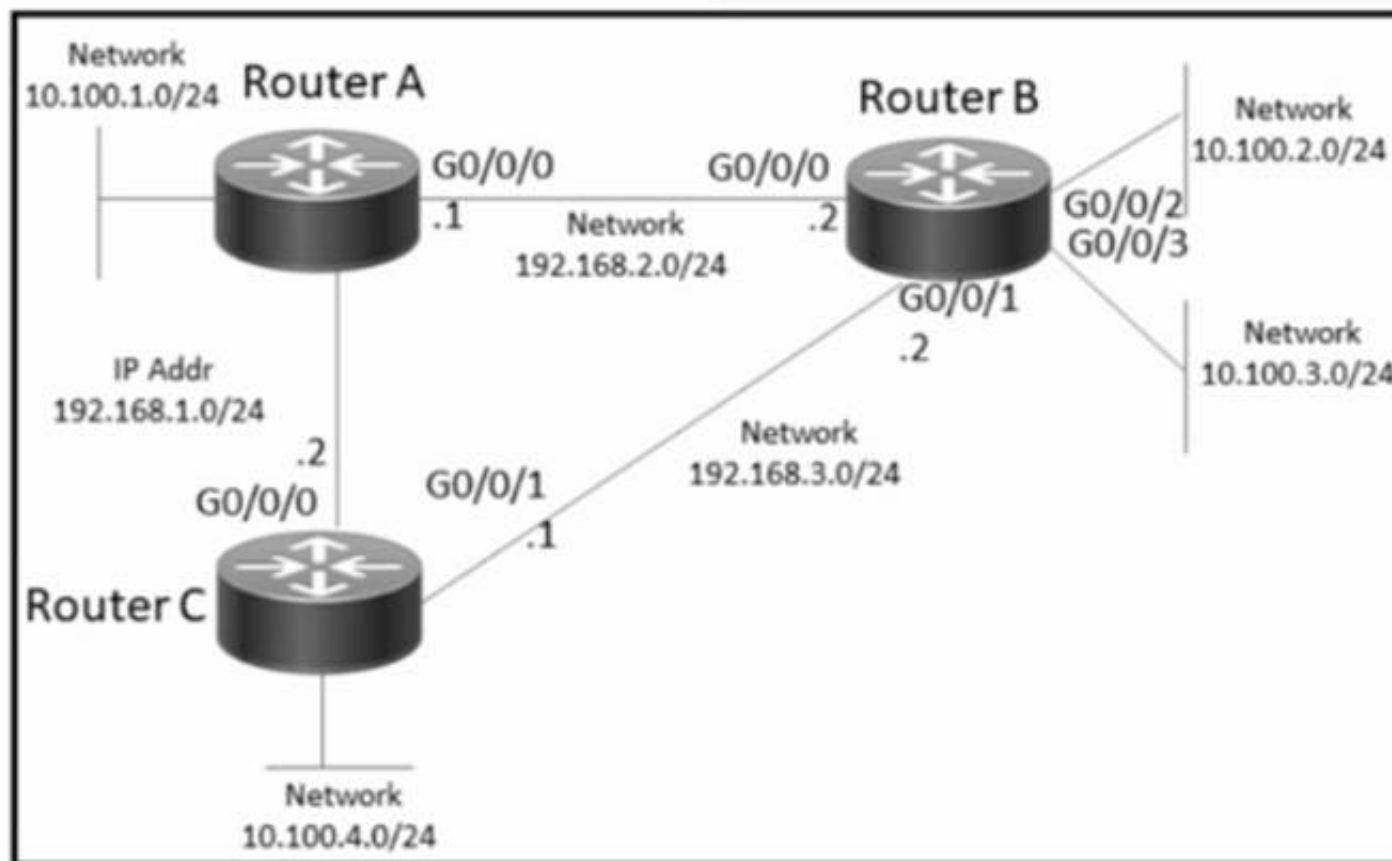 Network
10.100.1.0/24
Router A
Router B
Network
10.100.2.0/24
G0/0/0
.1
G0/0/0
.2
Network
192.168.2.0/24
G0/0/2
G0/0/3
G0/0/1
.2
Network
10.100.3.0/24
IP Addr
192.168.1.0/24
.2
G0/0/0
G0/0/1
.1
Network
192.168.3.0/24
Router C
Network
10.100.4.0/24